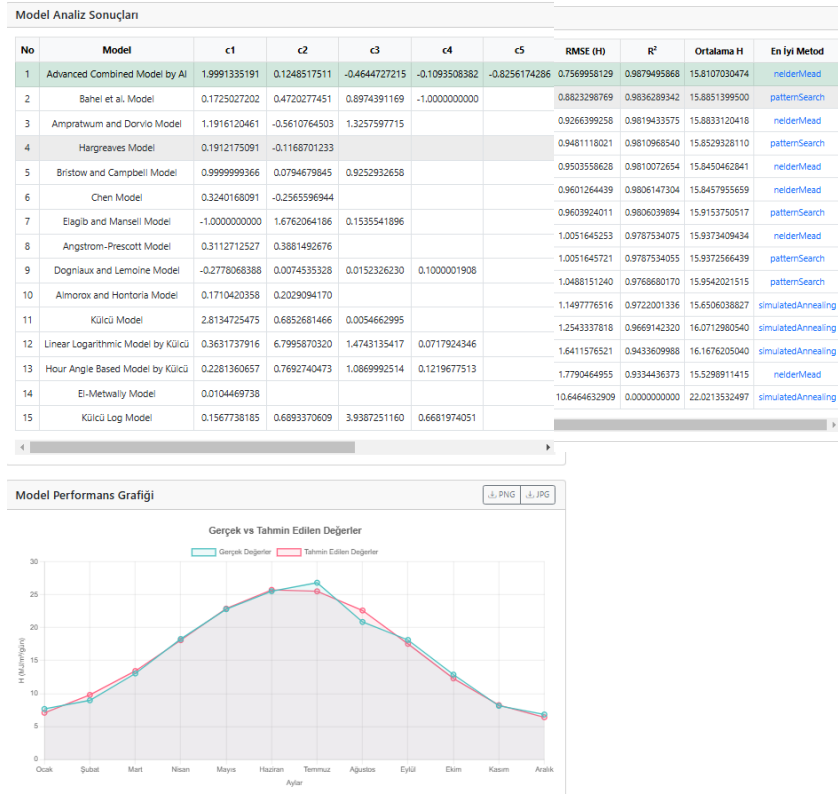 Model Analiz Sonuçları
No Model c1 c2 c3 c4 c5 RMSE (H) R² Ortalama H En İyi Metod
1 Advanced Combined Model by AI 1.9991335191 0.1248517511 -0.4644727215 -0.1093508382 -0.8256174286 0.7569958129 0.9879495868 15.8107030474 nelderMead
2 Bahel et al. Model 0.1725027202 0.4720277451 0.8974391169 -1.0000000000 0.8823298769 0.9836289342 15.8851399500 patternSearch
3 Ampratwum and Dorvlo Model 1.1916120461 -0.5610764503 1.3257597715 0.9266399258 0.9819433575 15.8833120418 nelderMead
4 Hargreaves Model 0.1912175091 -0.1168701233 0.9481118021 0.9810968540 15.8529328110 patternSearch
5 Bristow and Campbell Model 0.9999999366 0.0794679845 0.9252932658 0.9503558628 0.9810072654 15.8450462841 nelderMead
6 Chen Model 0.3240168091 -0.2565596944 0.9601264439 0.9806147304 15.8457955659 nelderMead
7 Elagib and Mansell Model -1.0000000000 1.6762064186 0.1535541896 0.9603924011 0.9806039894 15.9153750517 patternSearch
8 Angstrom-Prescott Model 0.3112712527 0.3881492676 1.0051645253 0.9787534075 15.9373409434 nelderMead
9 Dogniaux and Lemoine Model -0.2778068388 0.0074535328 0.0152326230 0.1000001908 1.0051645721 0.9787534055 15.9372566439 patternSearch
10 Almorox and Hontoria Model 0.1710420358 0.2029094170 1.0488151240 0.9768680170 15.9542021515 patternSearch
11 Külcü Model 2.8134725475 0.6852681466 0.0054662995 1.1497776516 0.9722001336 15.6506038827 simulatedAnnealing
12 Linear Logarithmic Model by Külcü 0.3631737916 6.7995870320 1.4743135417 0.0717924346 1.2543337818 0.9669142320 16.0712980540 simulatedAnnealing
13 Hour Angle Based Model by Külcü 0.2281360657 0.7692740473 1.0869992514 0.1219677513 1.6411576521 0.9433609988 16.1676205040 simulatedAnnealing
14 El-Metwally Model 0.0104469738 1.7790464955 0.9334436373 15.5298911415 nelderMead
15 Külcü Log Model 0.1567738185 0.6893370609 3.9387251160 0.6681974051 10.6464632909 0.0000000000 22.0213532497 simulatedAnnealing
Model Performans Grafiği
PNG JPG
Gerçek vs Tahmin Edilen Değerler
Gerçek Değerler Tahmin Edilen Değerler
H (MJ/m²/gün)
30
25
20
15
10
5
0
Ocak Şubat Mart Nisan Mayıs Haziran Temmuz Ağustos Eylül Ekim Kasım Aralık
Aylar